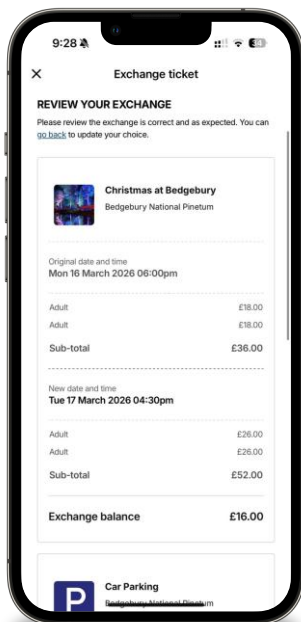 9:28
Exchange ticket
REVIEW YOUR EXCHANGE
Please review the exchange is correct and as expected. You can
go back to update your choice.
Christmas at Bedgebury
Bedgebury National Pinetum
Original date and time
Mon 16 March 2026 06:00pm
Adult £18.00
Adult £18.00
Sub-total £36.00
New date and time
Tue 17 March 2026 04:30pm
Adult £26.00
Adult £26.00
Sub-total £52.00
Exchange balance £16.00
P
Car Parking
Bedgebury National Pinetum